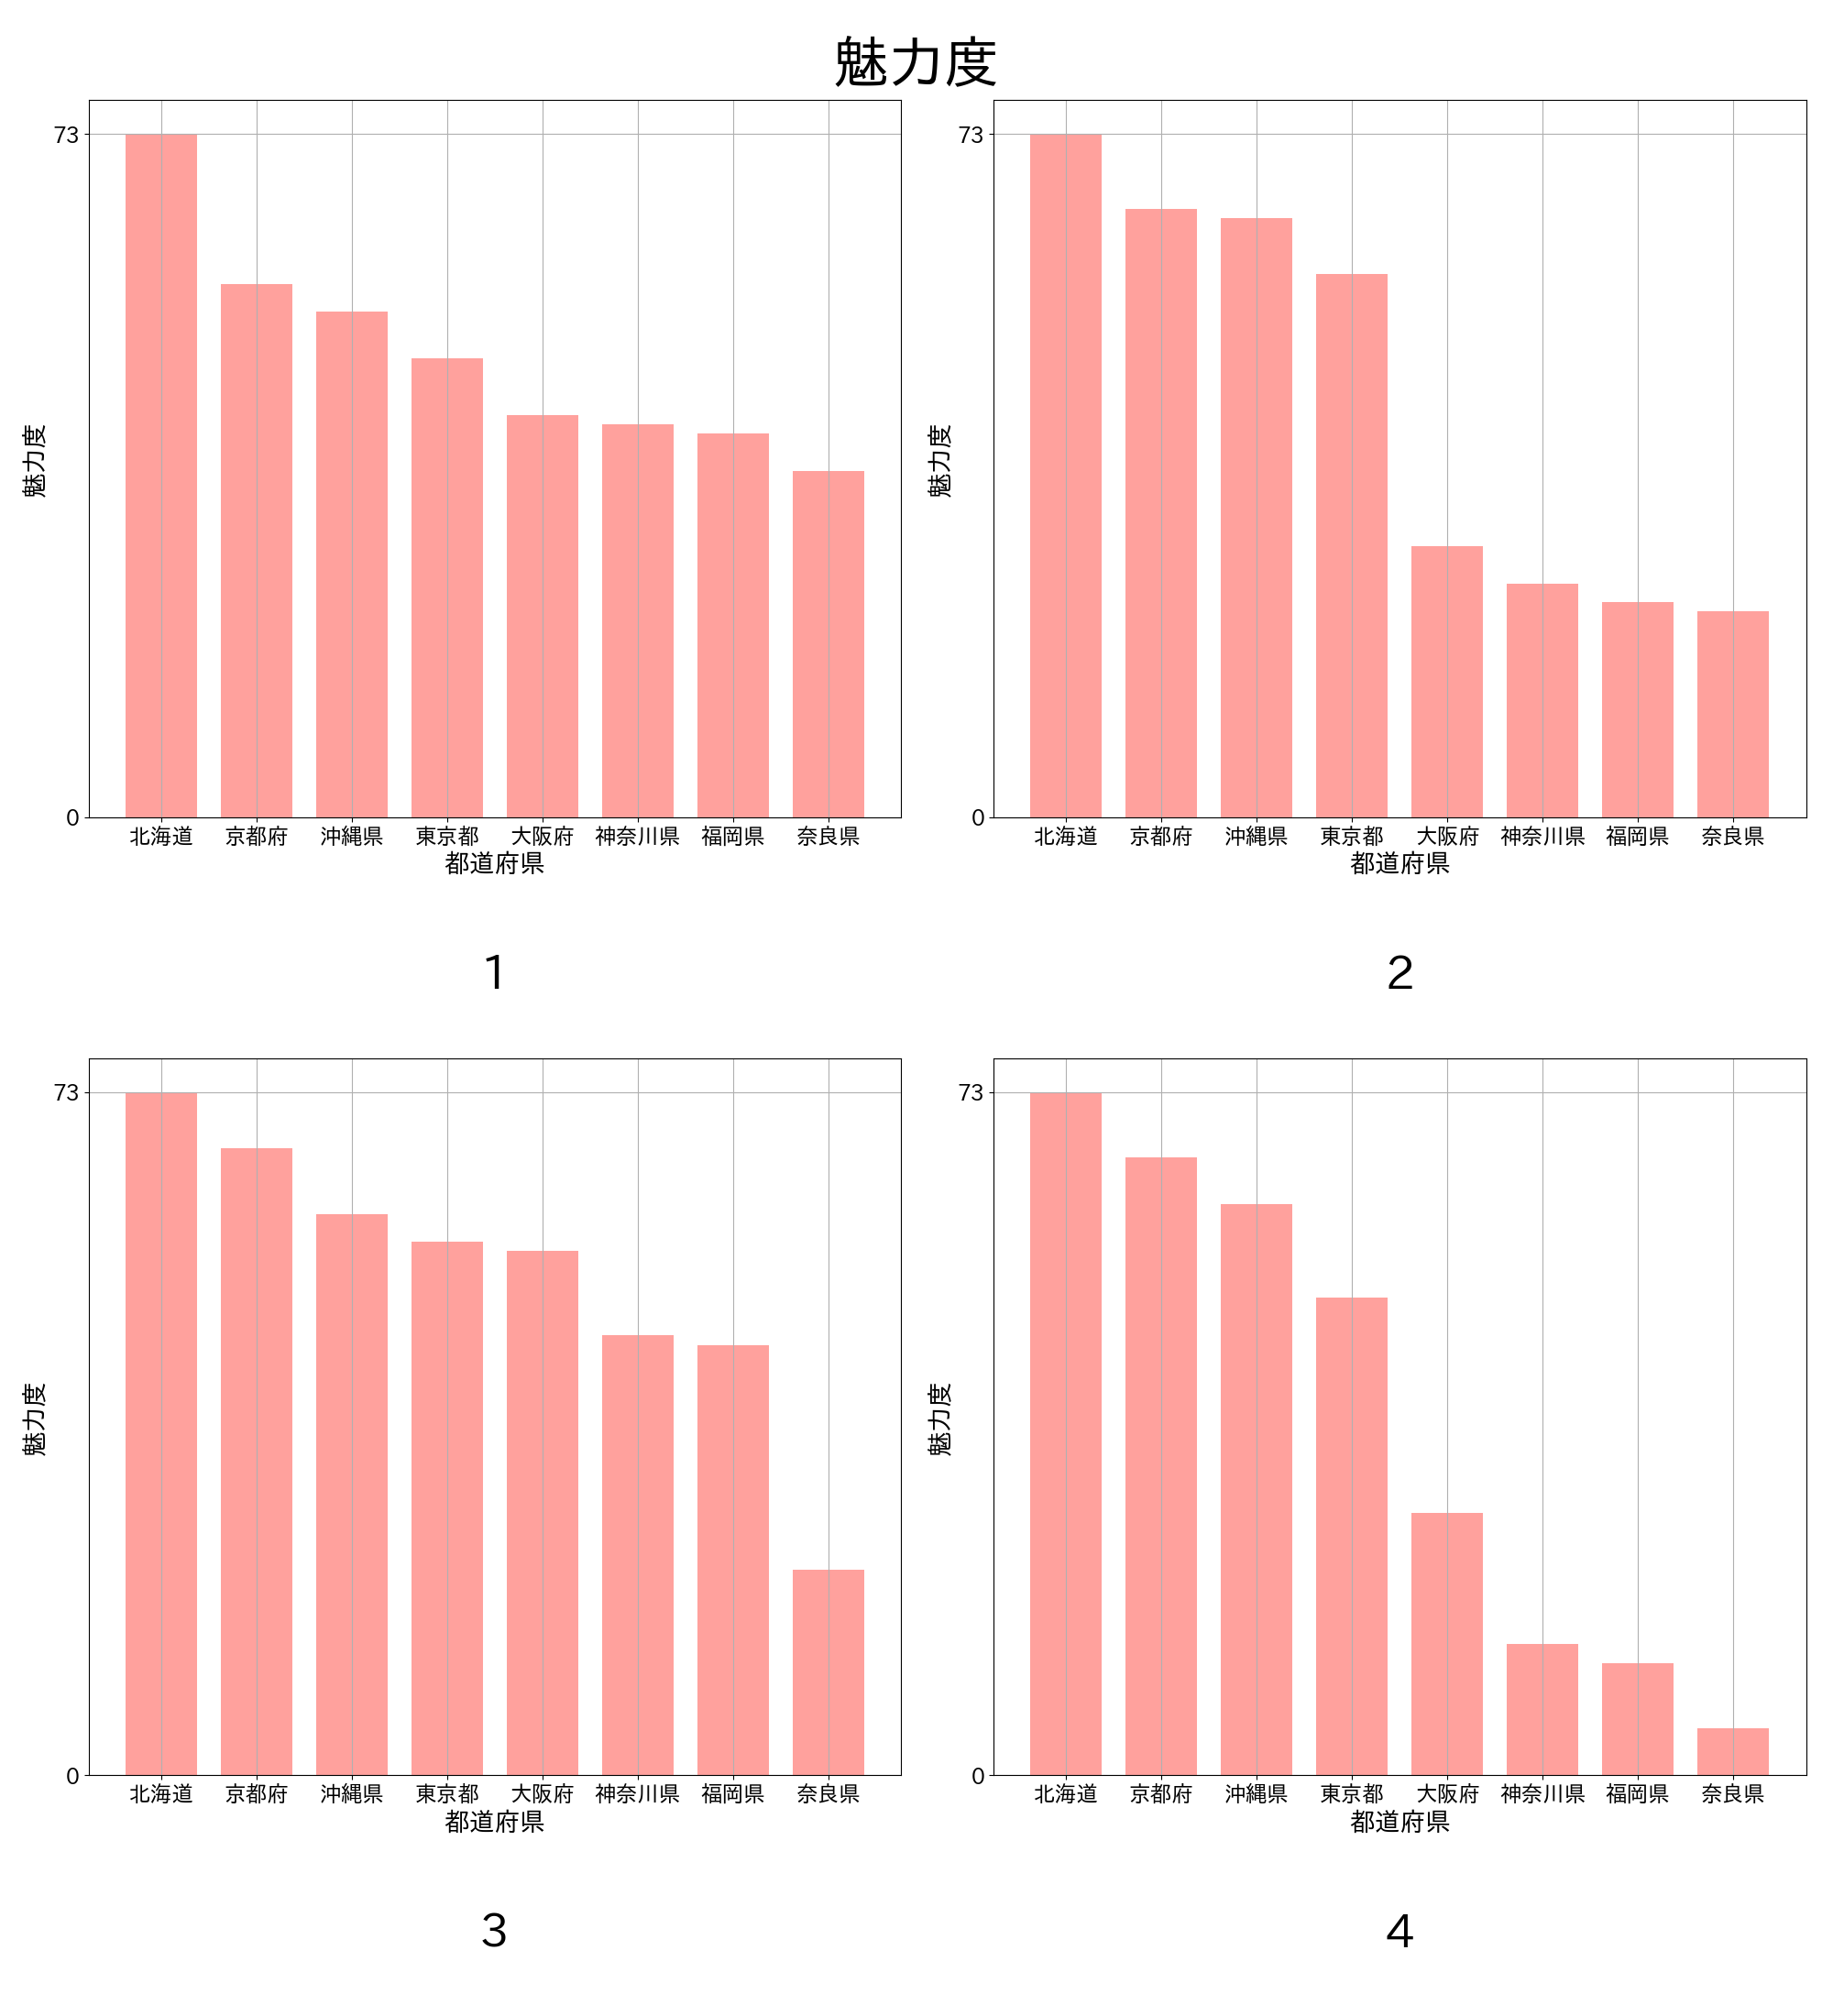 魅力度
73
0
魅力度
北海道 京都府 沖縄県 東京都 大阪府 神奈川県 福岡県 奈良県
都道府県
1
73
0
魅力度
北海道 京都府 沖縄県 東京都 大阪府 神奈川県 福岡県 奈良県
都道府県
2
73
0
魅力度
北海道 京都府 沖縄県 東京都 大阪府 神奈川県 福岡県 奈良県
都道府県
3
73
0
魅力度
北海道 京都府 沖縄県 東京都 大阪府 神奈川県 福岡県 奈良県
都道府県
4